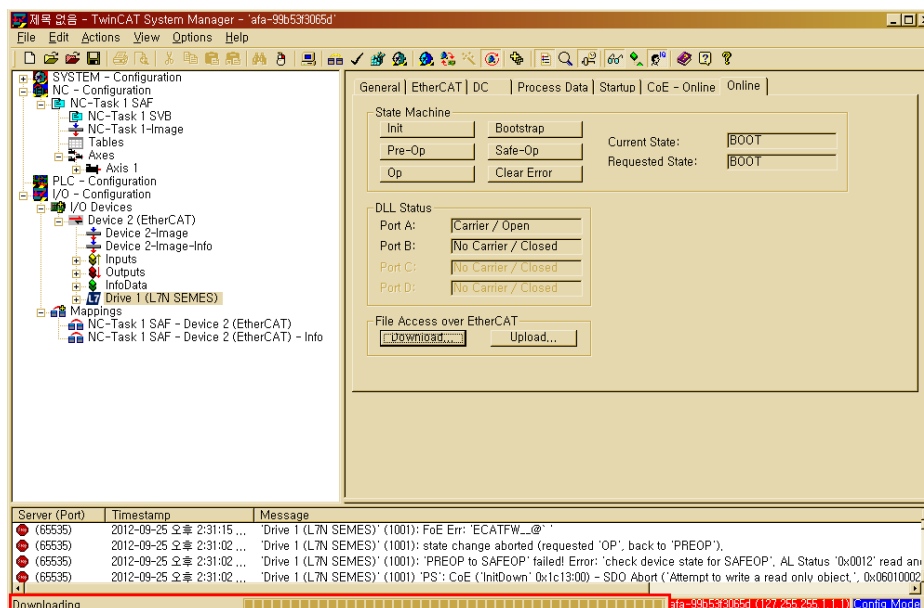 제목 없음 - TwinCAT System Manager - 'afa-99b53f3065d'
File Edit Actions View Options Help
SYSTEM - Configuration
NC - Configuration
NC-Task 1 SAF
NC-Task 1 SVB
NC-Task 1-Image
Tables
Axes
Axis 1
PLC - Configuration
I/O - Configuration
I/O Devices
Device 2 (EtherCAT)
Device 2-Image
Device 2-Image-Info
Inputs
Outputs
InfoData
L7 Drive 1 (L7N SEMES)
Mappings
NC-Task 1 SAF - Device 2 (EtherCAT)
NC-Task 1 SAF - Device 2 (EtherCAT) - Info
General EtherCAT DC Process Data Startup CoE - Online Online
State Machine
Init Bootstrap
Pre-Op Safe-Op
Op Clear Error
Current State: BOOT
Requested State: BOOT
DLL Status
Port A: Carrier / Open
Port B: No Carrier / Closed
Port C: No Carrier / Closed
Port D: No Carrier / Closed
File Access over EtherCAT
Download... Upload...
Server (Port) Timestamp Message
(65535) 2012-09-25 오후 2:31:15 ... 'Drive 1 (L7N SEMES)' (1001): FoE Err: 'ECATFW__@` '
(65535) 2012-09-25 오후 2:31:02 ... 'Drive 1 (L7N SEMES)' (1001): state change aborted (requested 'OP', back to 'PREOP').
(65535) 2012-09-25 오후 2:31:02 ... 'Drive 1 (L7N SEMES)' (1001): 'PREOP to SAFEOP' failed! Error: 'check device state for SAFEOP', AL Status '0x0012' read an
(65535) 2012-09-25 오후 2:31:02 ... 'Drive 1 (L7N SEMES)' (1001) 'PS': CoE ('InitDown' 0x1c13:00) - SDO Abort ('Attempt to write a read only object.', 0x06010002
Downloading
afa-99b53f3065d (127.255.255.1.1.1) Config Mode